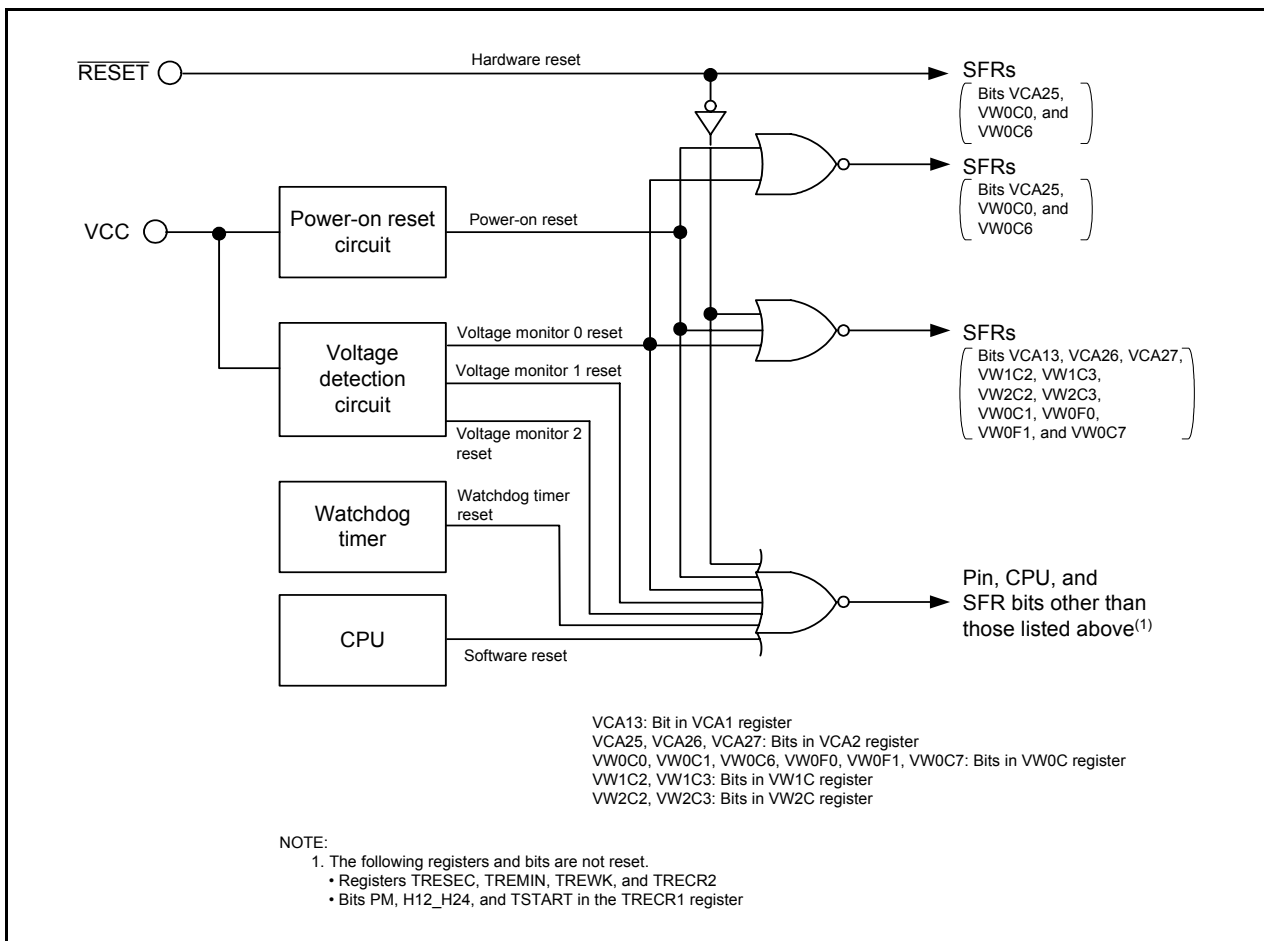 Hardware reset
RESET
SFRs
Bits VCA25,
VW0C0, and
VW0C6
SFRs
Bits VCA25,
VW0C0, and
VW0C6
VCC
Power-on reset
circuit
Power-on reset
Voltage
detection
circuit
Voltage monitor 0 reset
Voltage monitor 1 reset
Voltage monitor 2
reset
SFRs
Bits VCA13, VCA26, VCA27,
VW1C2, VW1C3,
VW2C2, VW2C3,
VW0C1, VW0F0,
VW0F1, and VW0C7
Watchdog
timer
Watchdog timer
reset
CPU
Software reset
Pin, CPU, and
SFR bits other than
those listed above(1)
VCA13: Bit in VCA1 register
VCA25, VCA26, VCA27: Bits in VCA2 register
VW0C0, VW0C1, VW0C6, VW0F0, VW0F1, VW0C7: Bits in VW0C register
VW1C2, VW1C3: Bits in VW1C register
VW2C2, VW2C3: Bits in VW2C register
NOTE:
1. The following registers and bits are not reset.
• Registers TRESEC, TREMIN, TREWK, and TRECR2
• Bits PM, H12_H24, and TSTART in the TRECR1 register